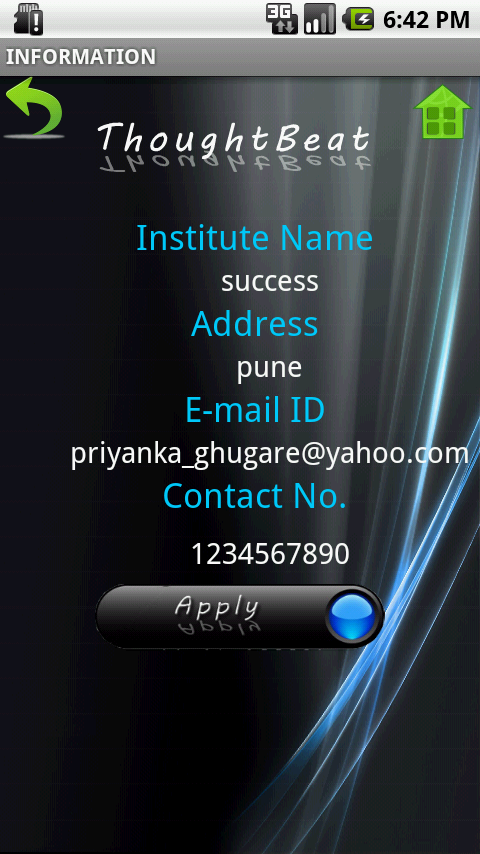 3G 6:42 PM
INFORMATION
ThoughtBeat
Institute Name
success
Address
pune
E-mail ID
priyanka_ghugare@yahoo.com
Contact No.
1234567890
Apply